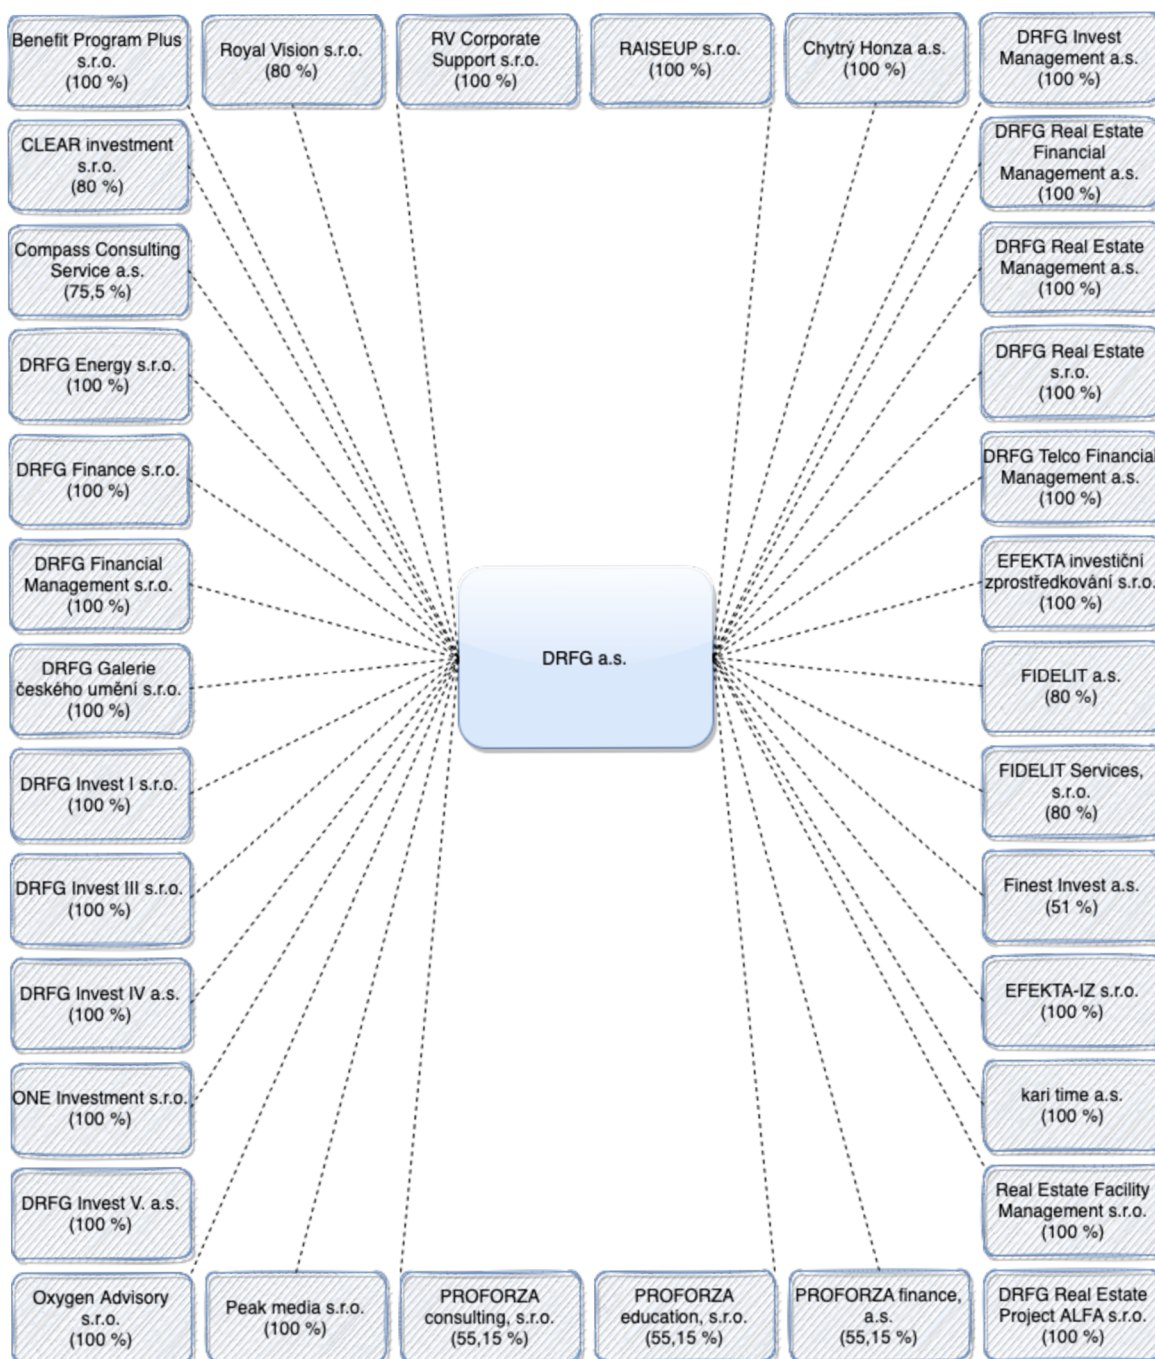 Benefit Program Plus
s.r.o.
(100 %)
Royal Vision s.r.o.
(80 %)
RV Corporate
Support s.r.o.
(100 %)
RAISEUP s.r.o.
(100 %)
Chytrý Honza a.s.
(100 %)
DRFG Invest
Management a.s.
(100 %)
CLEAR investment
s.r.o.
(80 %)
DRFG Real Estate
Financial
Management a.s.
(100 %)
Compass Consulting
Service a.s.
(75,5 %)
DRFG Real Estate
Management a.s.
(100 %)
DRFG Energy s.r.o.
(100 %)
DRFG Real Estate
s.r.o.
(100 %)
DRFG Finance s.r.o.
(100 %)
DRFG Telco Financial
Management a.s.
(100 %)
DRFG Financial
Management s.r.o.
(100 %)
EFEKTA investiční
zprostředkování s.r.o.
(100 %)
DRFG a.s.
DRFG Galerie
českého umění s.r.o.
(100 %)
FIDELIT a.s.
(80 %)
DRFG Invest I s.r.o.
(100 %)
FIDELIT Services,
s.r.o.
(80 %)
DRFG Invest III s.r.o.
(100 %)
Finest Invest a.s.
(51 %)
DRFG Invest IV a.s.
(100 %)
EFEKTA-IZ s.r.o.
(100 %)
ONE Investment s.r.o.
(100 %)
kari time a.s.
(100 %)
DRFG Invest V. a.s.
(100 %)
Real Estate Facility
Management s.r.o.
(100 %)
Oxygen Advisory
s.r.o.
(100 %)
Peak media s.r.o.
(100 %)
PROFORZA
consulting, s.r.o.
(55,15 %)
PROFORZA
education, s.r.o.
(55,15 %)
PROFORZA finance,
a.s.
(55,15 %)
DRFG Real Estate
Project ALFA s.r.o.
(100 %)